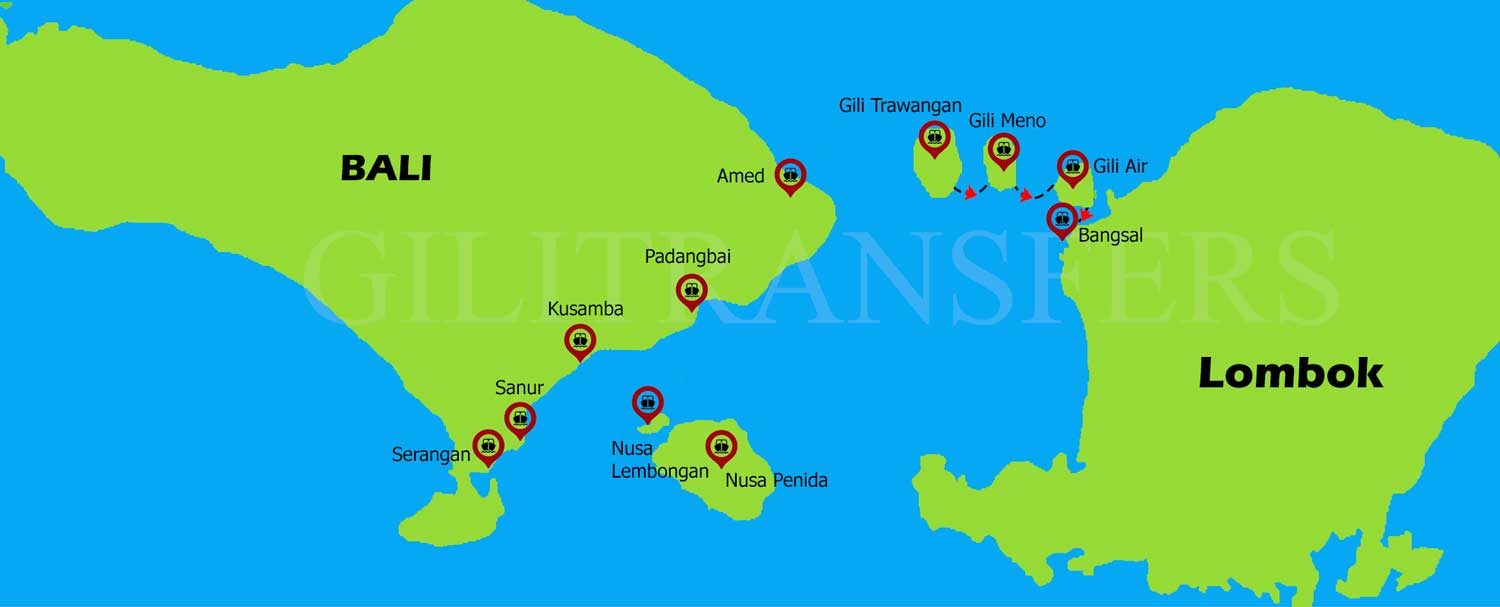 Gili Trawangan
Gili Meno
BALI
Amed
Gili Air
Bangsal
GILITRANSFERS
Padangbai
Kusamba
Lombok
Sanur
Serangan
Nusa
Lembongan
Nusa Penida